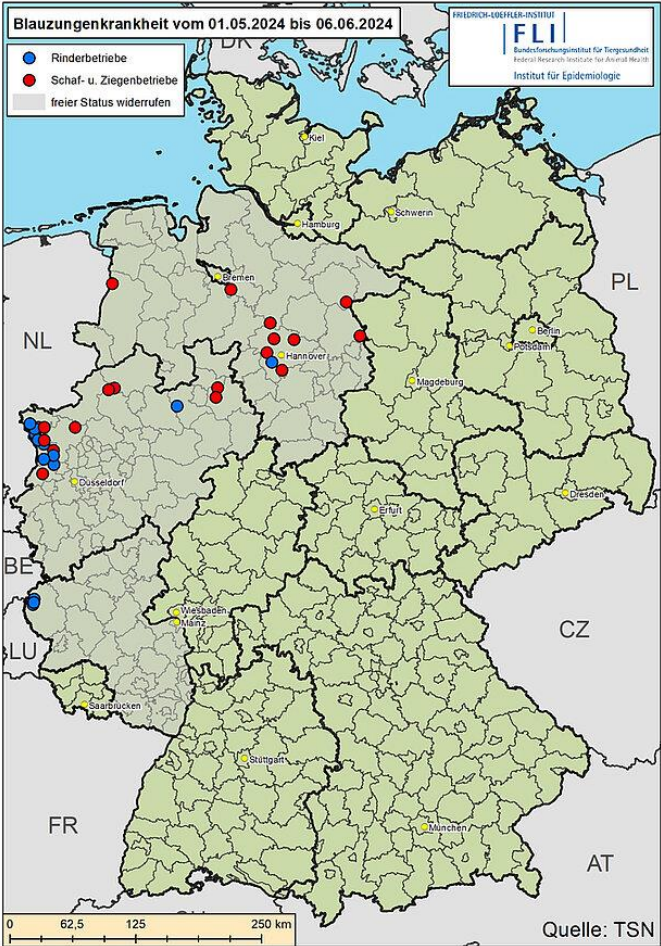 Blauzungenkrankheit vom 01.05.2024 bis 06.06.2024
Rinderbetriebe
Schaf- u. Ziegenbetriebe
freier Status widerrufen
FRIEDRICH-LOEFFLER-INSTITUT
FLI
Bundesforschungsinstitut für Tiergesundheit
Federal Research Institute for Animal Health
Institut für Epidemiologie
DK
Kiel
Schwerin
Hamburg
Bremen
PL
NL
Berlin
Potsdam
Hannover
Magdeburg
Düsseldorf
Dresden
Erfurt
BE
Wiesbaden
Mainz
CZ
LU
Saarbrücken
Stuttgart
FR
München
AT
0 62,5 125 250 km
Quelle: TSN